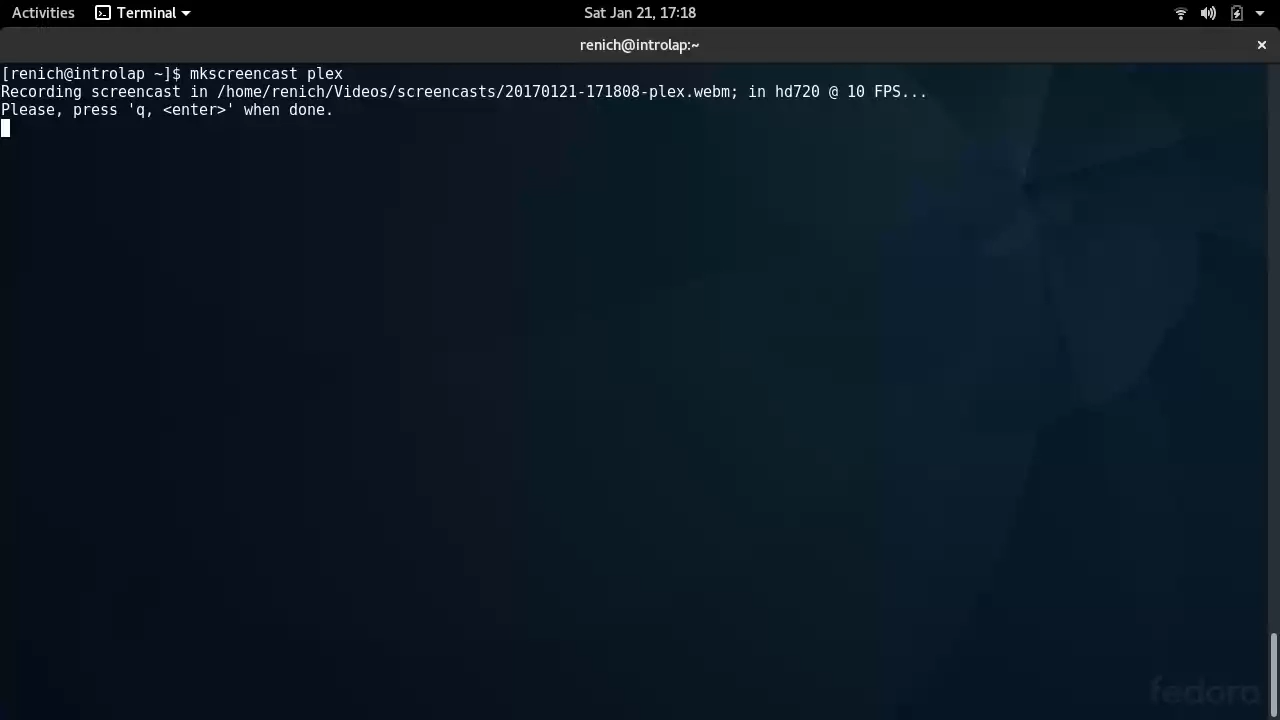 Activities Terminal Sat Jan 21, 17:18
renich@introlap:~
[renich@introlap ~]$ mkscreencast plex
Recording screencast in /home/renich/Videos/screencasts/20170121-171808-plex.webm; in hd720 @ 10 FPS...
Please, press 'q, <enter>' when done.
fedora